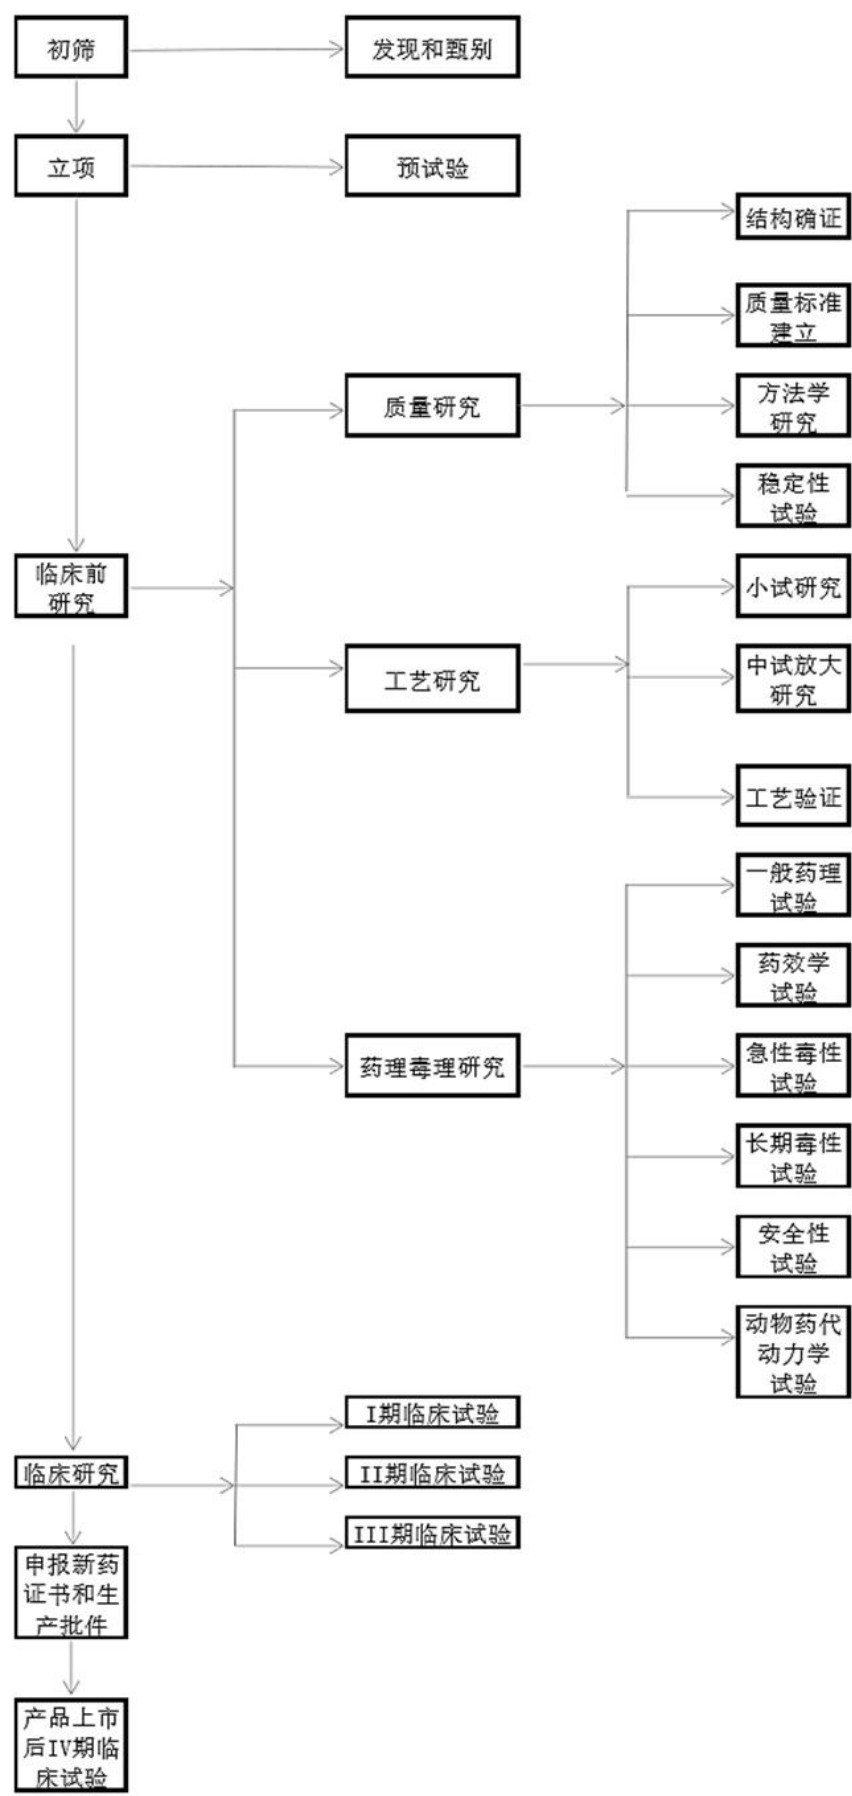 初筛
发现和甄别
立项
预试验
结构确证
质量标准
建立
质量研究
方法学
研究
稳定性
试验
临床前
研究
小试研究
工艺研究
中试放大
研究
工艺验证
一般药理
试验
药效学
试验
药理毒理研究
急性毒性
试验
长期毒性
试验
安全性
试验
动物药代
动力学
试验
I期临床试验
临床研究
II期临床试验
III期临床试验
申报新药
证书和生
产批件
产品上市
后IV期临
床试验